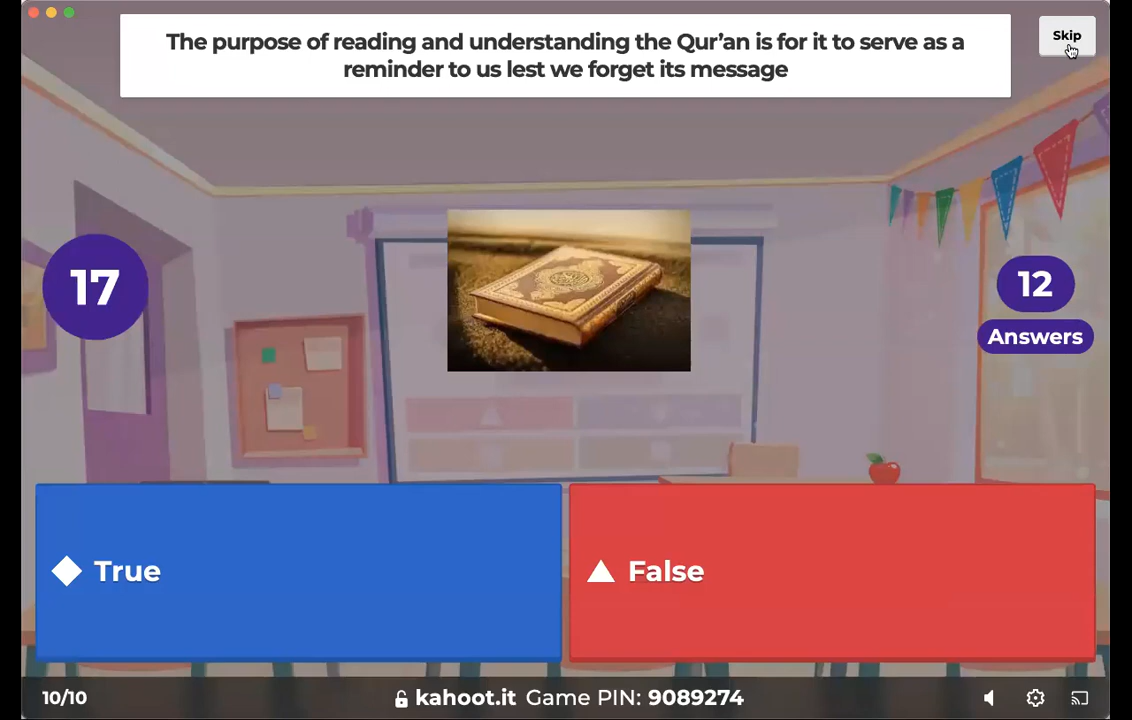 The purpose of reading and understanding the Qur’an is for it to serve as a
reminder to us lest we forget its message
Skip
17
12
Answers
True
False
10/10
kahoot.it Game PIN: 9089274